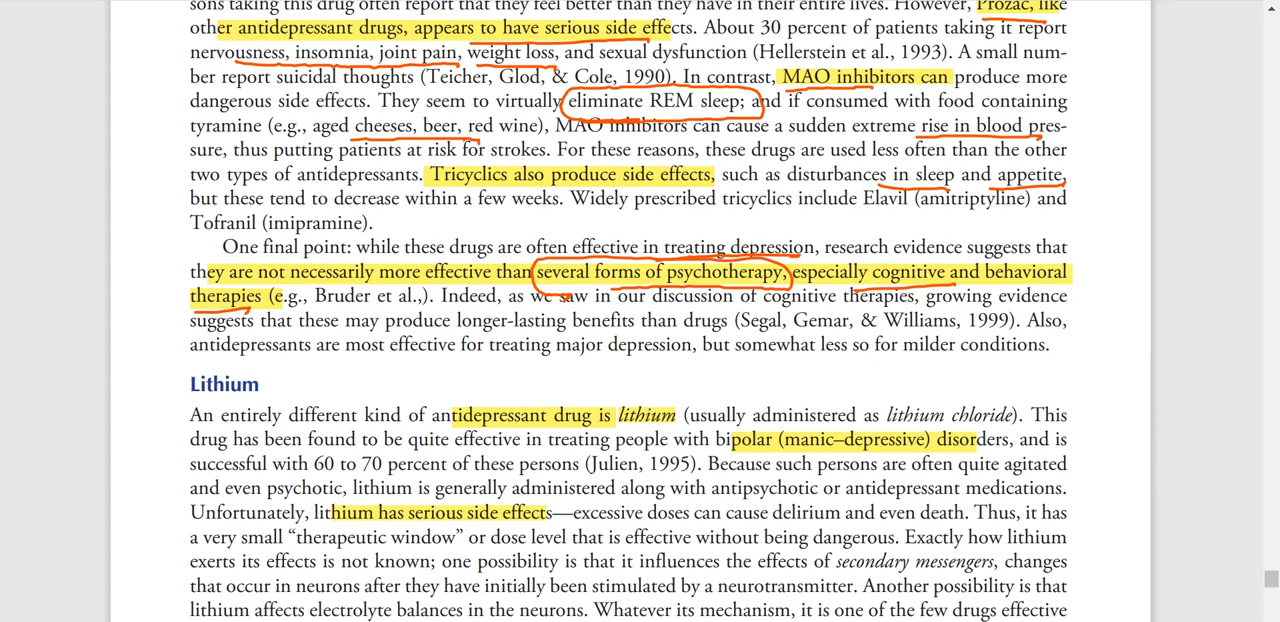 sons taking this drug often report that they feel better than they have in their entire lives. However, Prozac, like
other antidepressant drugs, appears to have serious side effects. About 30 percent of patients taking it report
nervousness, insomnia, joint pain, weight loss, and sexual dysfunction (Hellerstein et al., 1993). A small num-
ber report suicidal thoughts (Teicher, Glod, & Cole, 1990). In contrast, MAO inhibitors can produce more
dangerous side effects. They seem to virtually eliminate REM sleep; and if consumed with food containing
tyramine (e.g., aged cheeses, beer, red wine), MAO inhibitors can cause a sudden extreme rise in blood pres-
sure, thus putting patients at risk for strokes. For these reasons, these drugs are used less often than the other
two types of antidepressants. Tricyclics also produce side effects, such as disturbances in sleep and appetite,
but these tend to decrease within a few weeks. Widely prescribed tricyclics include Elavil (amitriptyline) and
Tofranil (imipramine).
One final point: while these drugs are often effective in treating depression, research evidence suggests that
they are not necessarily more effective than several forms of psychotherapy, especially cognitive and behavioral
therapies (e.g., Bruder et al.,). Indeed, as we saw in our discussion of cognitive therapies, growing evidence
suggests that these may produce longer-lasting benefits than drugs (Segal, Gemar, & Williams, 1999). Also,
antidepressants are most effective for treating major depression, but somewhat less so for milder conditions.
Lithium
An entirely different kind of antidepressant drug is lithium (usually administered as lithium chloride). This
drug has been found to be quite effective in treating people with bipolar (manic–depressive) disorders, and is
successful with 60 to 70 percent of these persons (Julien, 1995). Because such persons are often quite agitated
and even psychotic, lithium is generally administered along with antipsychotic or antidepressant medications.
Unfortunately, lithium has serious side effects—excessive doses can cause delirium and even death. Thus, it has
a very small “therapeutic window” or dose level that is effective without being dangerous. Exactly how lithium
exerts its effects is not known; one possibility is that it influences the effects of secondary messengers, changes
that occur in neurons after they have initially been stimulated by a neurotransmitter. Another possibility is that
lithium affects electrolyte balances in the neurons. Whatever its mechanism, it is one of the few drugs effective